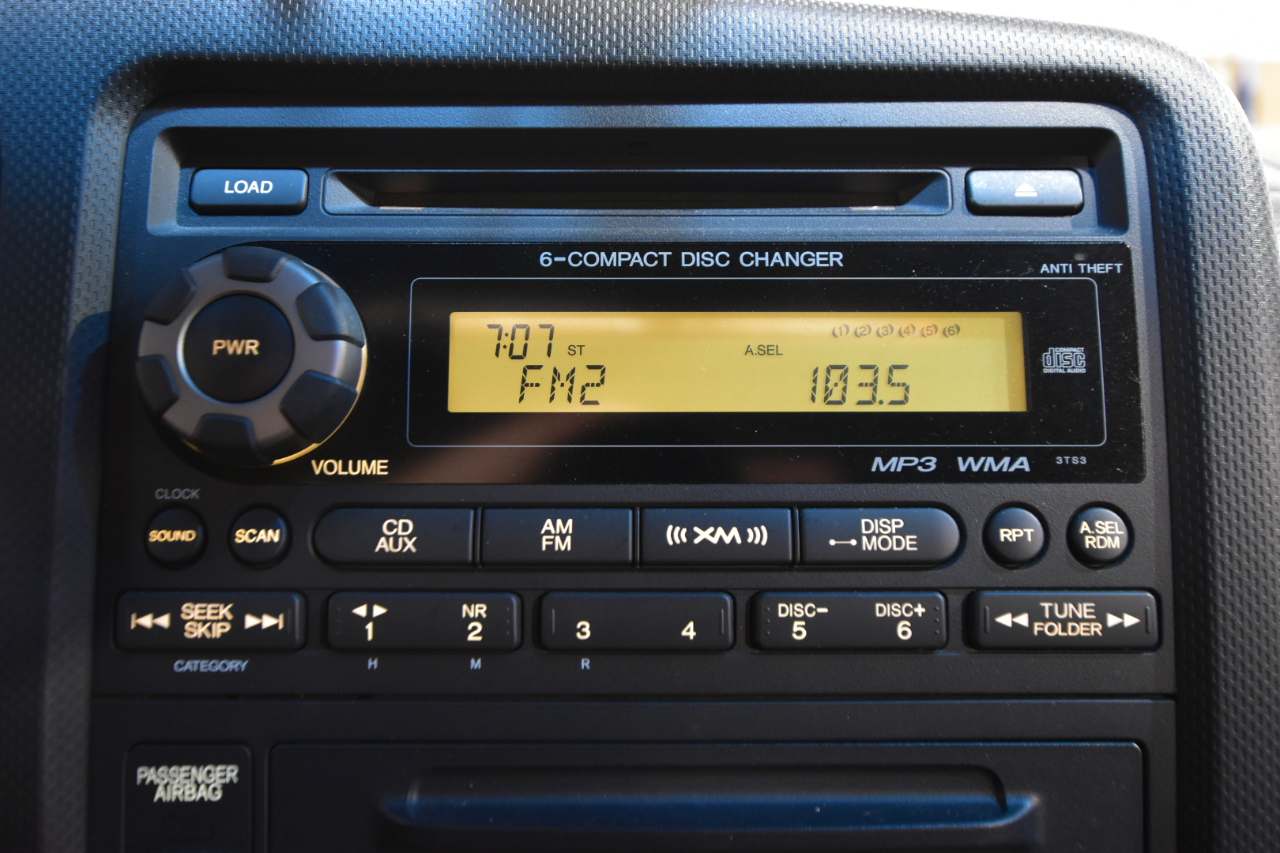 LOAD
6-COMPACT DISC CHANGER
ANTI THEFT
PWR
VOLUME
7:07 ST
A.SEL
(1) (2) (3) (4) (5) (6)
FM2
103.5
COMPACT
disc
DIGITAL AUDIO
MP3 WMA
3TS3
CLOCK
SOUND
SCAN
CD
AUX
AM
FM
((( XM )))
DISP
MODE
RPT
A.SEL
RDM
SEEK
SKIP
CATEGORY
1
H
NR
2
M
3
R
4
DISC-
5
DISC+
6
TUNE
FOLDER
PASSENGER
AIRBAG